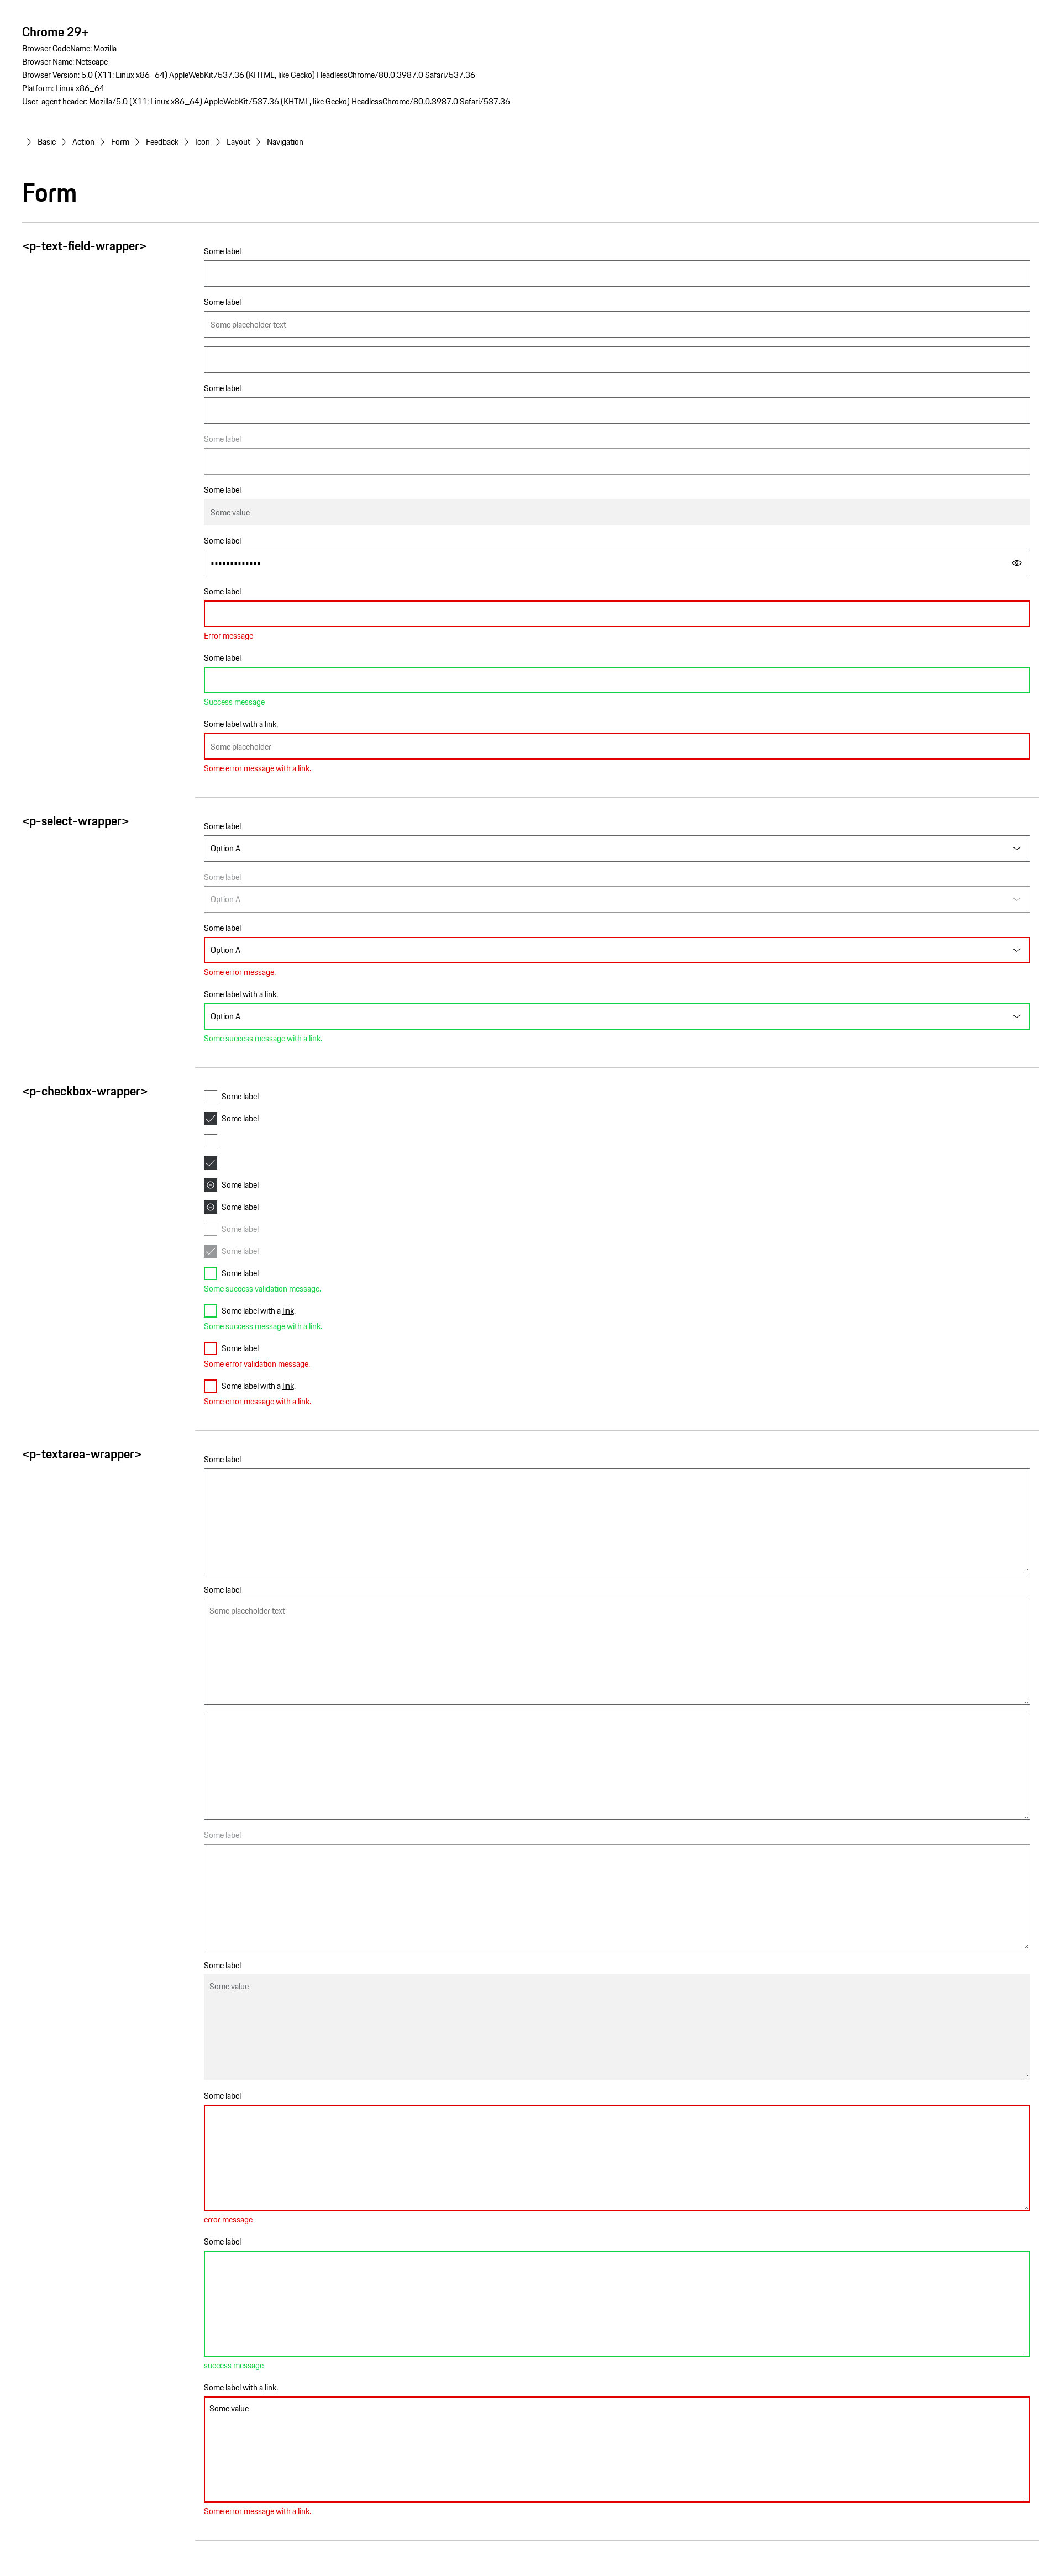 Chrome 29+
Browser CodeName: Mozilla
Browser Name: Netscape
Browser Version: 5.0 (X11; Linux x86_64) AppleWebKit/537.36 (KHTML, like Gecko) HeadlessChrome/80.0.3987.0 Safari/537.36
Platform: Linux x86_64
User-agent header: Mozilla/5.0 (X11; Linux x86_64) AppleWebKit/537.36 (KHTML, like Gecko) HeadlessChrome/80.0.3987.0 Safari/537.36
Basic Action Form Feedback Icon Layout Navigation
Form
<p-text-field-wrapper>
Some label
Some label
Some placeholder text
Some label
Some label
Some label
Some value
Some label
•••••••••••••
Some label
Error message
Some label
Success message
Some label with a link.
Some placeholder
Some error message with a link.
<p-select-wrapper>
Some label
Option A
Some label
Option A
Some label
Option A
Some error message.
Some label with a link.
Option A
Some success message with a link.
<p-checkbox-wrapper>
Some label
Some label
Some label
Some label
Some label
Some label
Some label
Some success validation message.
Some label with a link.
Some success message with a link.
Some label
Some error validation message.
Some label with a link.
Some error message with a link.
<p-textarea-wrapper>
Some label
Some label
Some placeholder text
Some label
Some label
Some value
Some label
error message
Some label
success message
Some label with a link.
Some value
Some error message with a link.